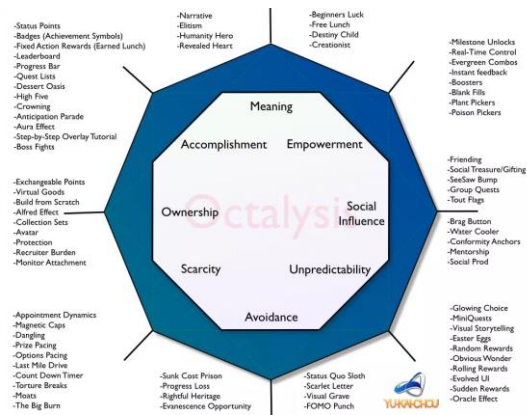 -Narrative
-Elitism
-Humanity Hero
-Revealed Heart
-Beginners Luck
-Free Lunch
-Destiny Child
-Creationist
-Status Points
-Badges (Achievement Symbols)
-Fixed Action Rewards (Earned Lunch)
-Leaderboard
-Progress Bar
-Quest Lists
-Dessert Oasis
-High Five
-Crowning
-Anticipation Parade
-Aura Effect
-Step-by-Step Overlay Tutorial
-Boss Fights
-Milestone Unlocks
-Real-Time Control
-Evergreen Combos
-Instant feedback
-Boosters
-Blank Fills
-Plant Pickers
-Poison Pickers
Meaning
Accomplishment
Empowerment
Ownership
Octalysis
Social
Influence
Scarcity
Unpredictability
Avoidance
-Exchangeable Points
-Virtual Goods
-Build from Scratch
-Alfred Effect
-Collection Sets
-Avatar
-Protection
-Recruiter Burden
-Monitor Attachment
-Friending
-Social Treasure/Gifting
-SeeSaw Bump
-Group Quests
-Tout Flags
-Brag Button
-Water Cooler
-Conformity Anchors
-Mentorship
-Social Prod
-Appointment Dynamics
-Magnetic Caps
-Dangling
-Prize Pacing
-Options Pacing
-Last Mile Drive
-Count Down Timer
-Torture Breaks
-Moats
-The Big Burn
-Sunk Cost Prison
-Progress Loss
-Rightful Heritage
-Evanescence Opportunity
-Status Quo Sloth
-Scarlet Letter
-Visual Grave
-FOMO Punch
-Glowing Choice
-MiniQuests
-Visual Storytelling
-Easter Eggs
-Random Rewards
-Obvious Wonder
-Rolling Rewards
-Evolved UI
-Sudden Rewards
-Oracle Effect
YUKAICHOU